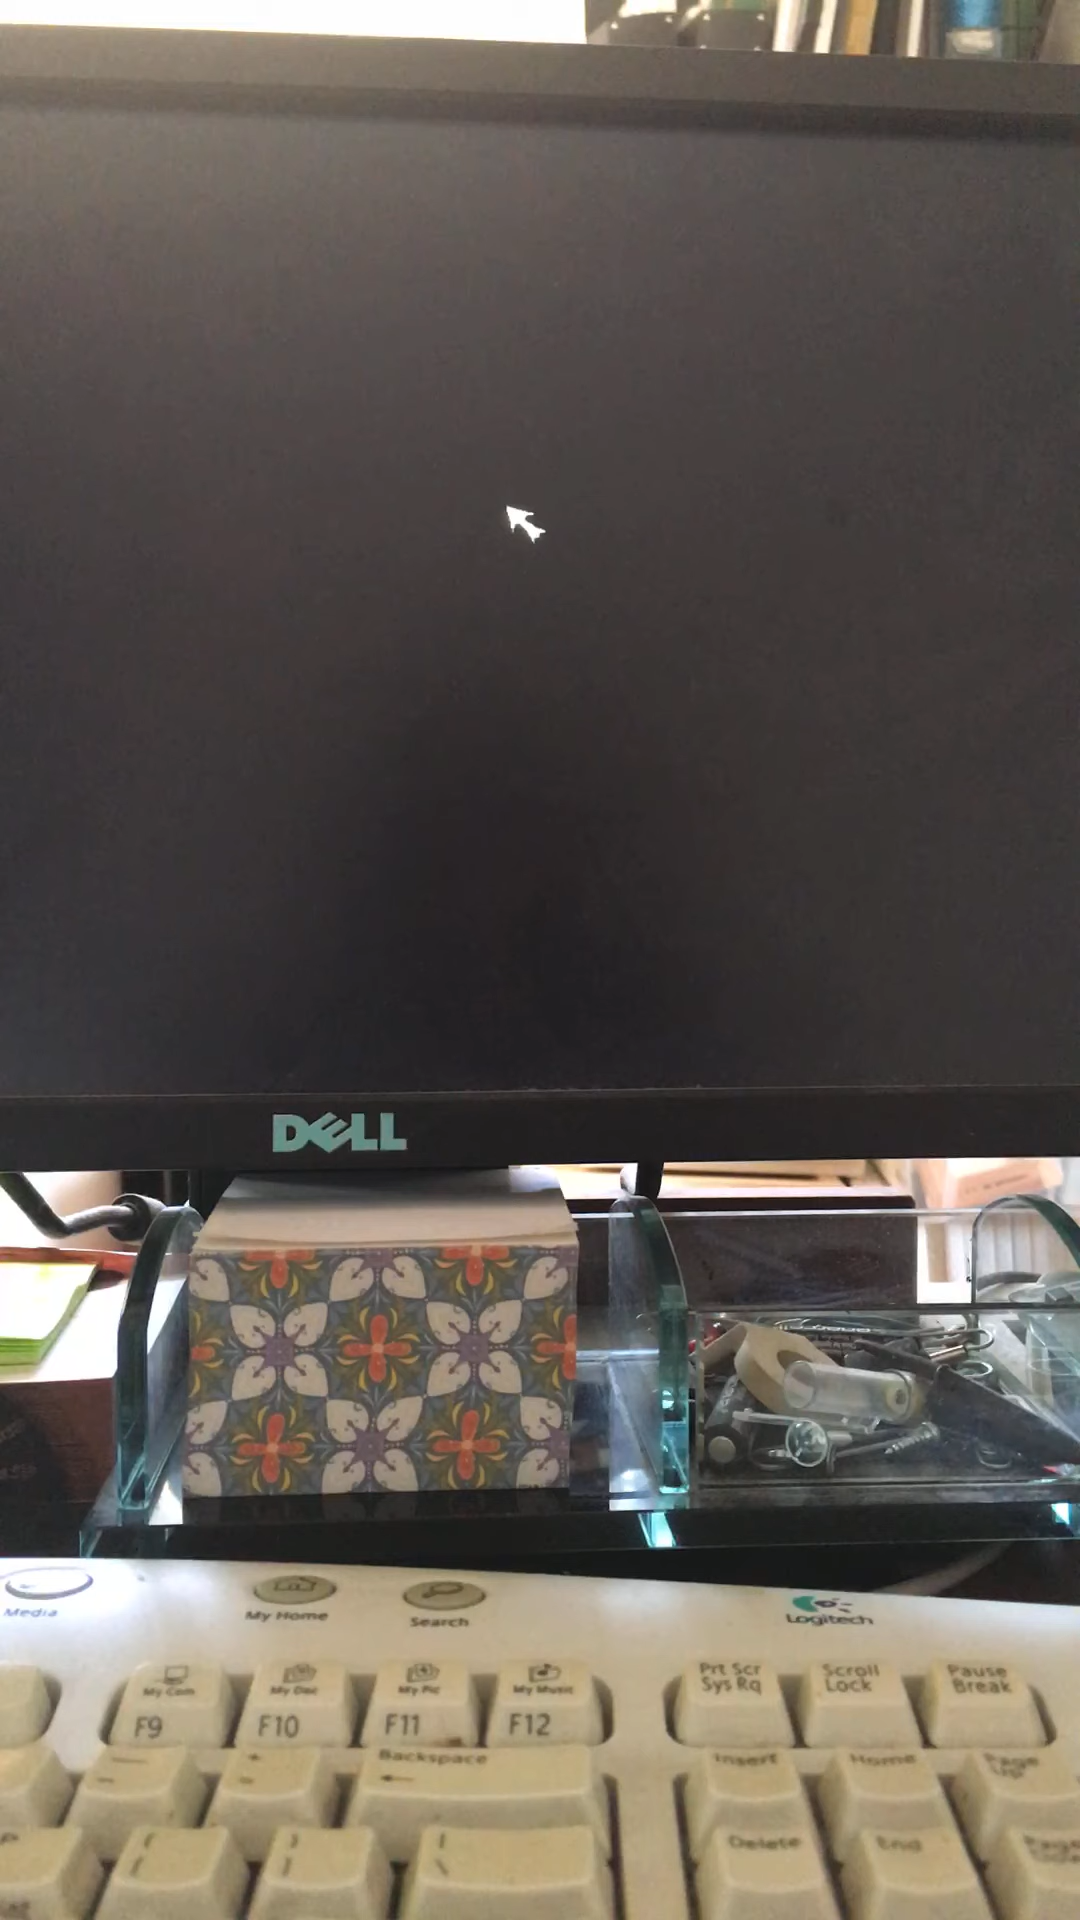 DELL
Media
My Home
Search
Logitech
My Com
My Doc
My Pic
My Music
F9
F10
F11
F12
Prt Scr
Sys Rq
Scroll
Lock
Pause
Break
Backspace
Insert
Home
Page
Up
Delete
End
Page